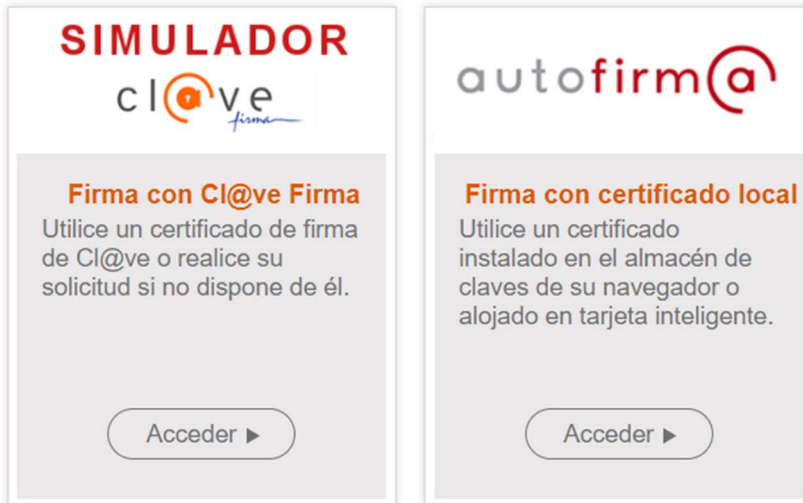 SIMULADOR
cl@ve
firma
Firma con Cl@ve Firma
Utilice un certificado de firma
de Cl@ve o realice su
solicitud si no dispone de él.
Acceder
autofirm@
Firma con certificado local
Utilice un certificado
instalado en el almacén de
claves de su navegador o
alojado en tarjeta inteligente.
Acceder